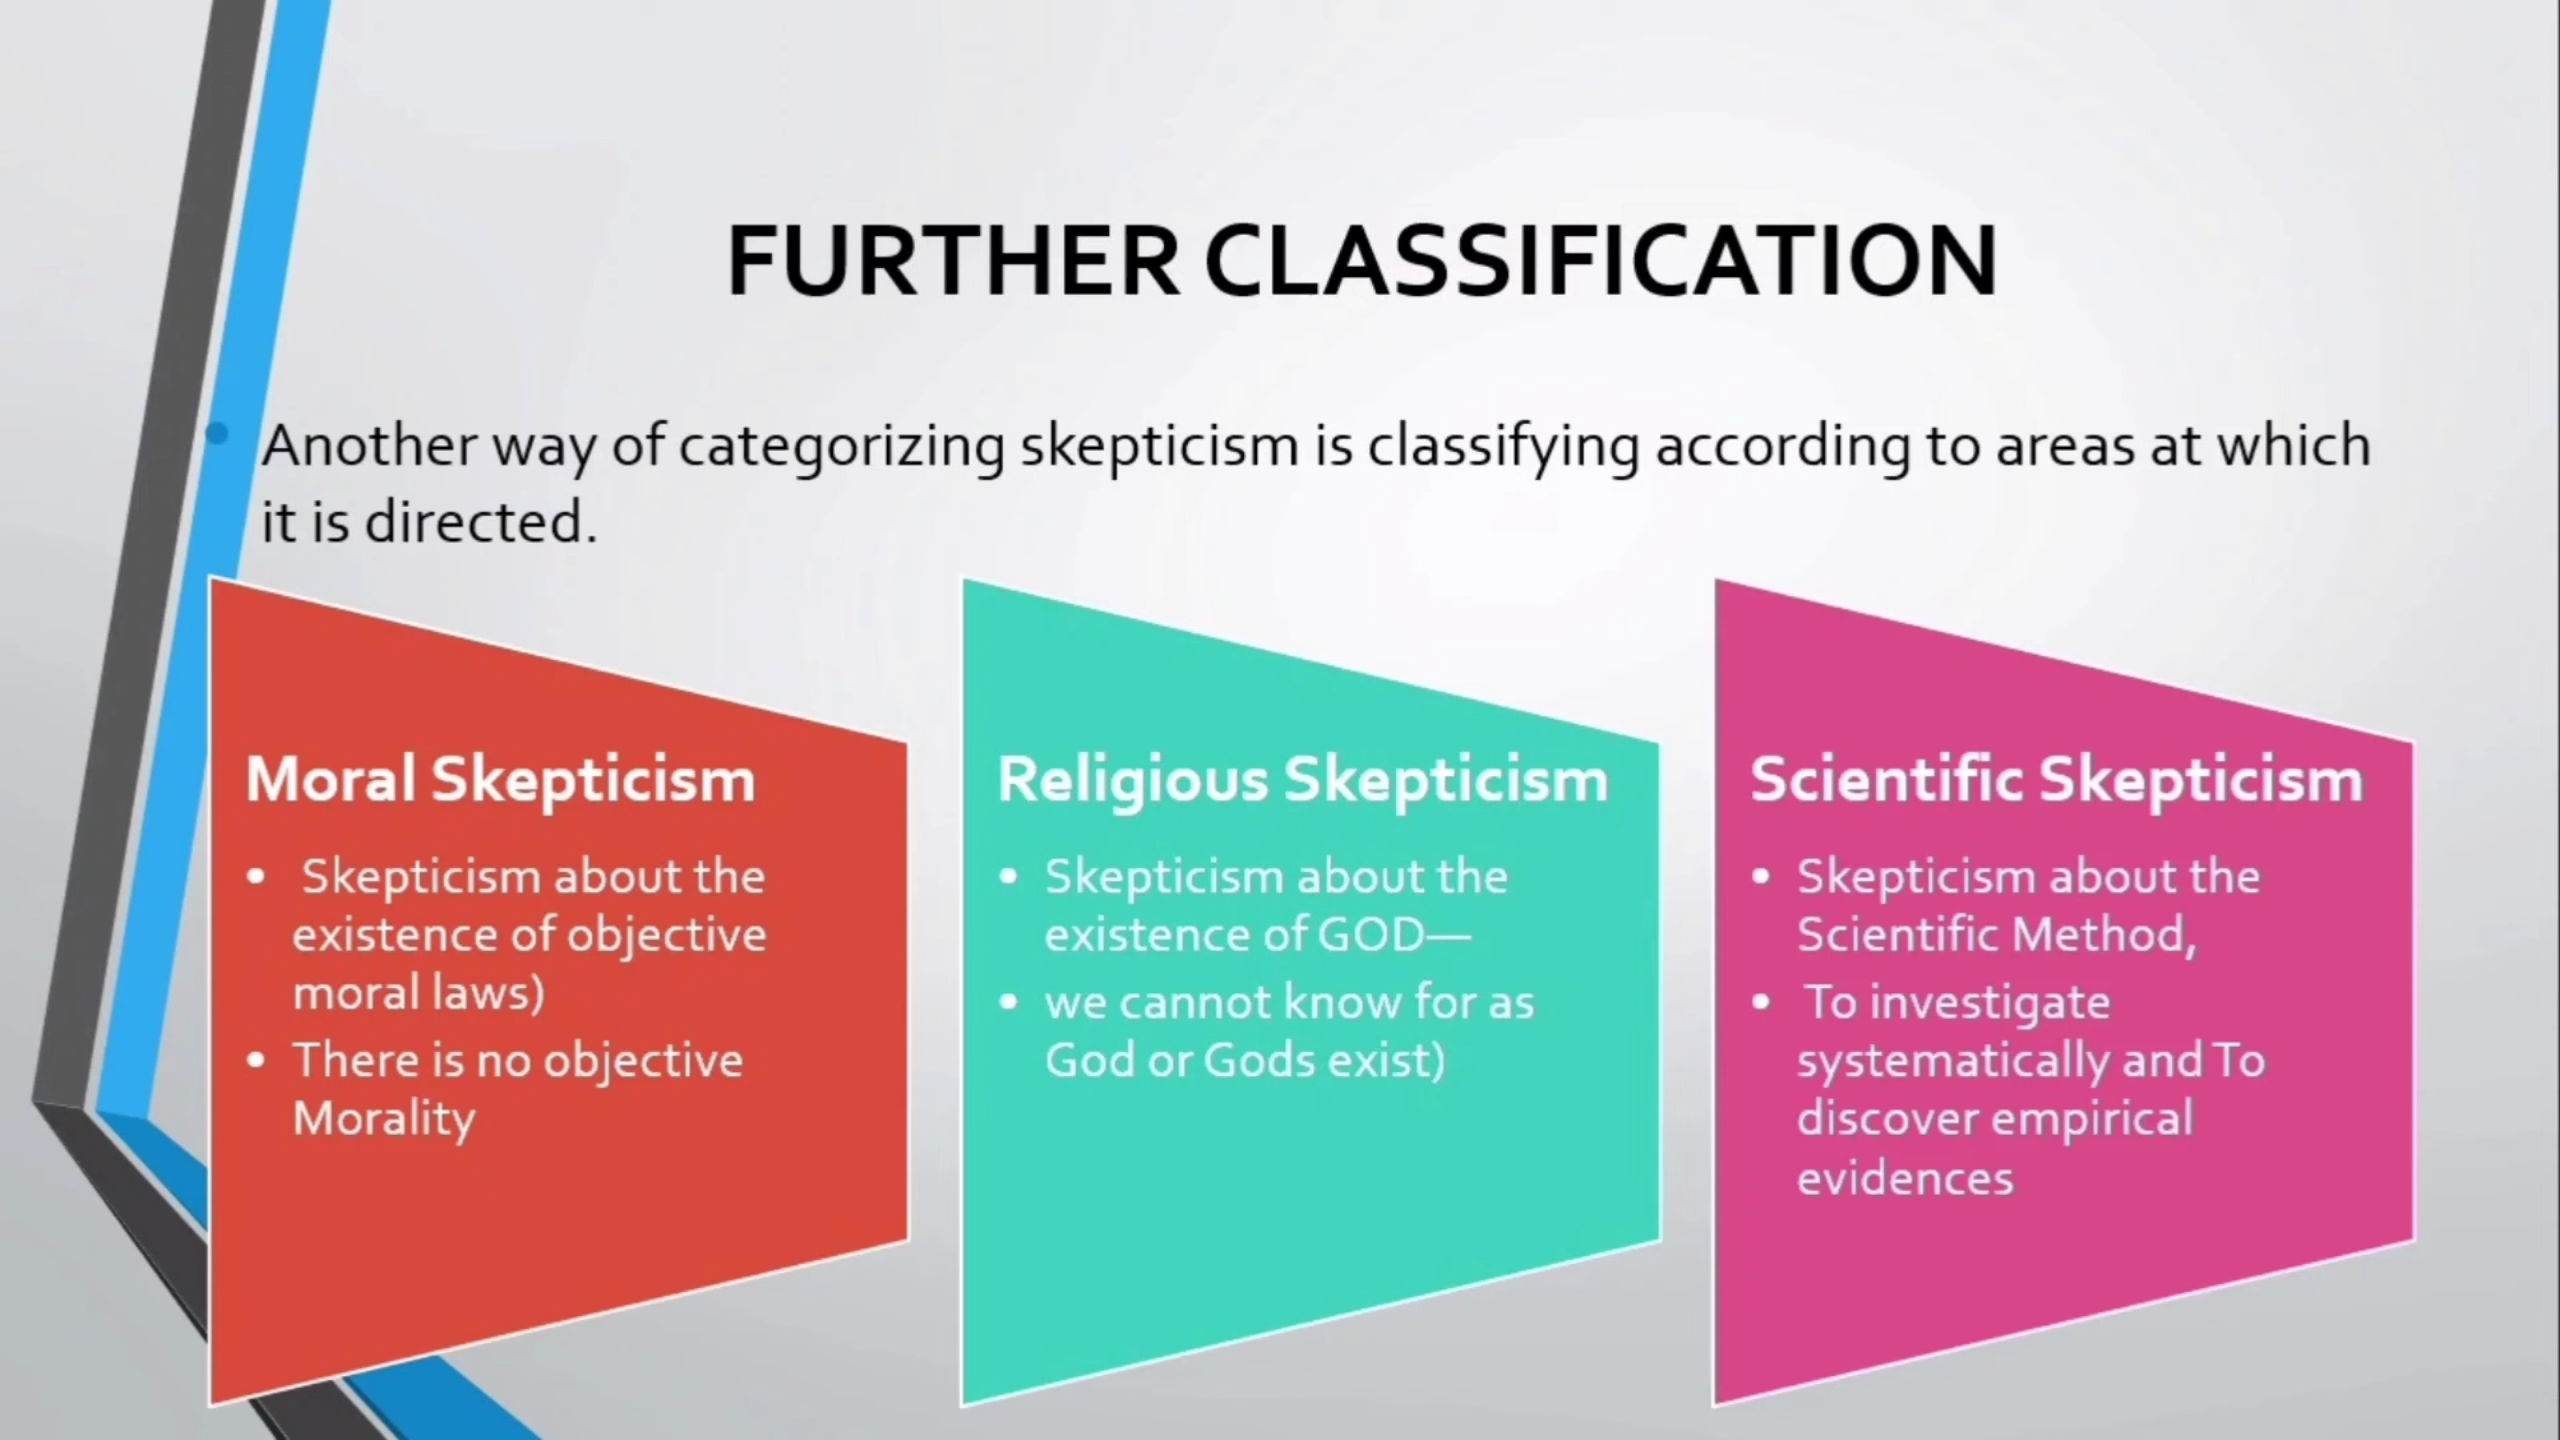 FURTHER CLASSIFICATION
• Another way of categorizing skepticism is classifying according to areas at which
it is directed.
Moral Skepticism
• Skepticism about the
existence of objective
moral laws)
• There is no objective
Morality
Religious Skepticism
• Skepticism about the
existence of GOD—
• we cannot know for as
God or Gods exist)
Scientific Skepticism
• Skepticism about the
Scientific Method,
• To investigate
systematically and To
discover empirical
evidences